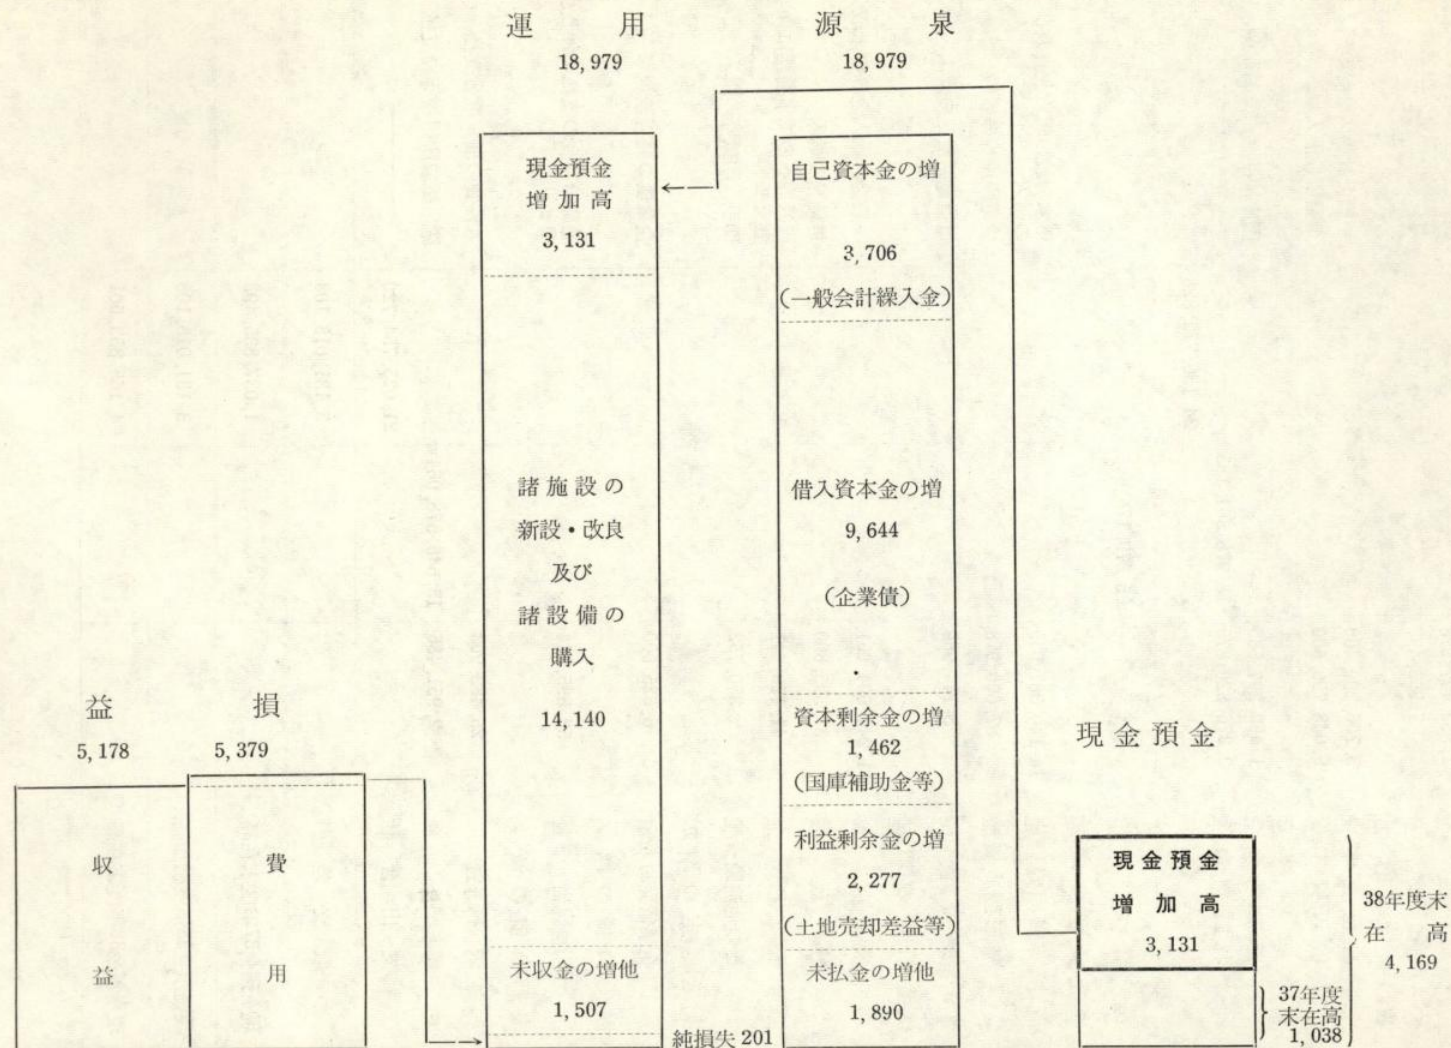 運用
18,979
現金預金
増加高
3,131
諸施設の
新設・改良
及び
諸設備の
購入
14,140
未収金の増他
1,507
純損失 201
源泉
18,979
自己資本金の増
3,706
(一般会計繰入金)
借入資本金の増
9,644
(企業債)
資本剰余金の増
1,462
(国庫補助金等)
利益剰余金の増
2,277
(土地売却差益等)
未払金の増他
1,890
益損
5,178 5,379
収益
費用
現金預金
現金預金
増加高
3,131
37年度
末在高
1,038
38年度末
在高
4,169